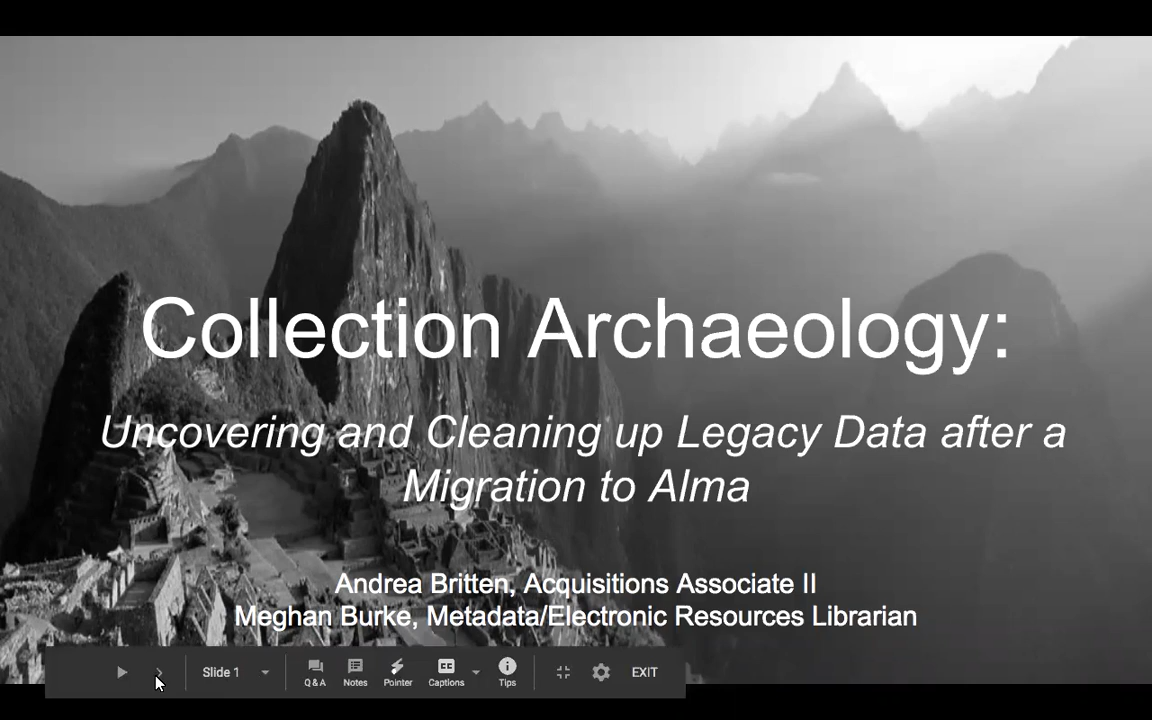 Collection Archaeology:
Uncovering and Cleaning up Legacy Data after a
Migration to Alma
Andrea Britten, Acquisitions Associate II
Meghan Burke, Metadata/Electronic Resources Librarian
Slide 1
Q&A
Notes
Pointer
CC
Captions
Tips
EXIT